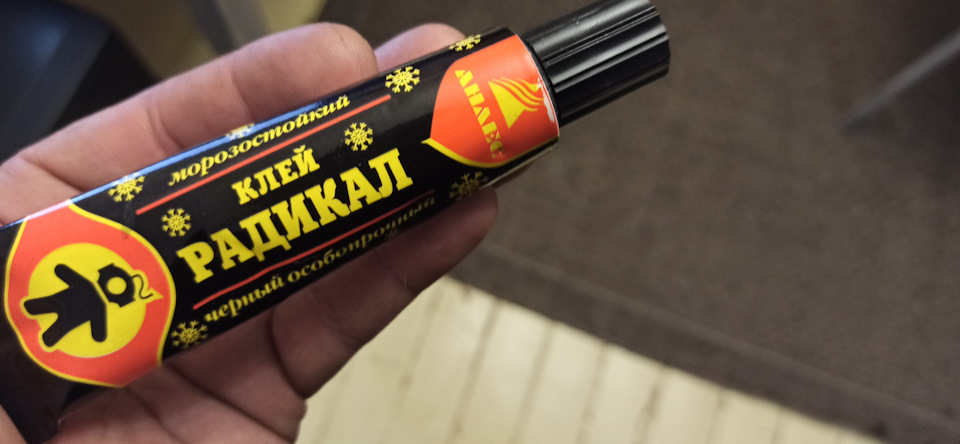 морозостойкий
КЛЕЙ
РАДИКАЛ
черный особопрочный
АНЛЕС